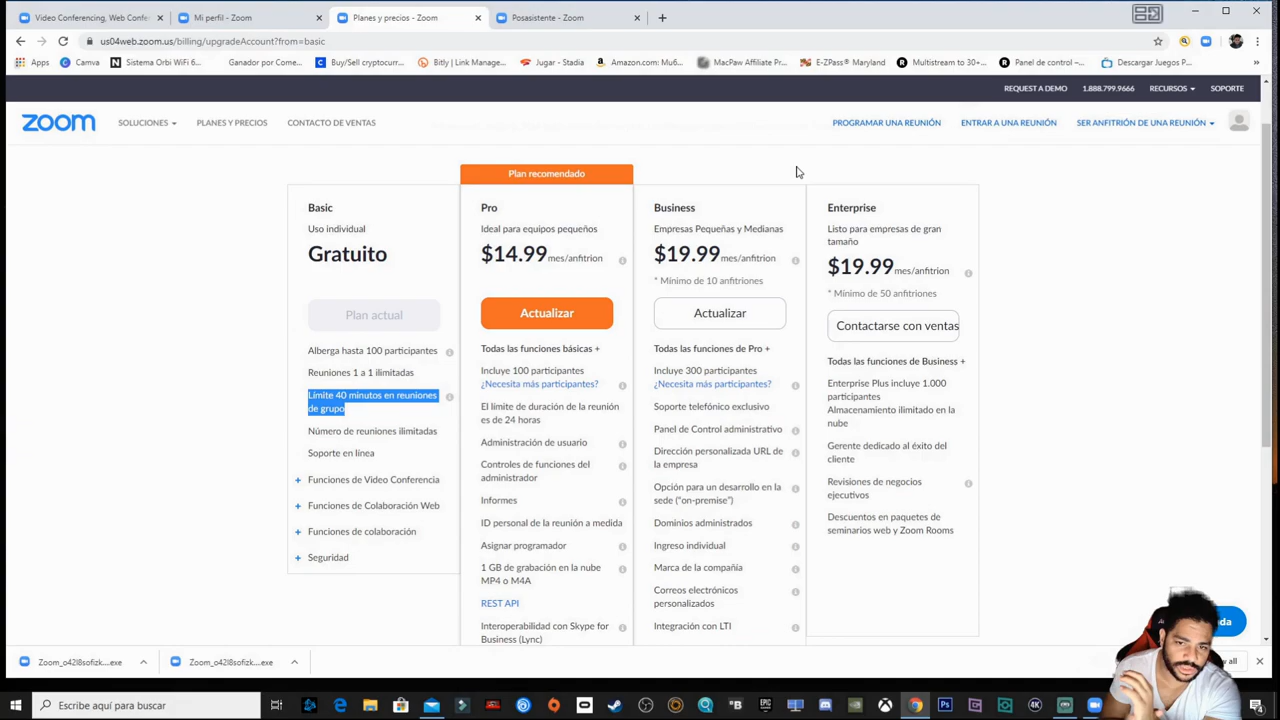 Video Conferencing, Web Confe
Mi perfil - Zoom
Planes y precios - Zoom
Posasistente - Zoom
us04web.zoom.us/billing/upgradeAccount?from=basic
Apps
Canva
Sistema Orbi WiFi 6...
Ganador por Come...
Buy/Sell cryptocurr...
Bitly | Link Manage...
Jugar - Stadia
Amazon.com: Mu6...
MacPaw Affiliate Pr...
E-ZPass® Maryland
Multistream to 30+...
Panel de control –...
Descargar Juegos P...
REQUEST A DEMO
1.888.799.9666
RECURSOS
SOPORTE
zoom
SOLUCIONES
PLANES Y PRECIOS
CONTACTO DE VENTAS
PROGRAMAR UNA REUNIÓN
ENTRAR A UNA REUNIÓN
SER ANFITRIÓN DE UNA REUNIÓN
Basic
Uso individual
Gratuito
Plan actual
Alberga hasta 100 participantes
Reuniones 1 a 1 ilimitadas
Límite 40 minutos en reuniones
de grupo
Número de reuniones ilimitadas
Soporte en línea
+ Funciones de Video Conferencia
+ Funciones de Colaboración Web
+ Funciones de colaboración
+ Seguridad
Plan recomendado
Pro
Ideal para equipos pequeños
$14.99 mes/anfitrion
Actualizar
Todas las funciones básicas +
Incluye 100 participantes
¿Necesita más participantes?
El límite de duración de la reunión
es de 24 horas
Administración de usuario
Controles de funciones del
administrador
Informes
ID personal de la reunión a medida
Asignar programador
1 GB de grabación en la nube
MP4 o M4A
REST API
Interoperabilidad con Skype for
Business (Lync)
Business
Empresas Pequeñas y Medianas
$19.99 mes/anfitrion
* Mínimo de 10 anfitriones
Actualizar
Todas las funciones de Pro +
Incluye 300 participantes
¿Necesita más participantes?
Soporte telefónico exclusivo
Panel de Control administrativo
Dirección personalizada URL de
la empresa
Opción para un desarrollo en la
sede ("on-premise")
Dominios administrados
Ingreso individual
Marca de la compañía
Correos electrónicos
personalizados
Integración con LTI
Enterprise
Listo para empresas de gran
tamaño
$19.99 mes/anfitrion
* Mínimo de 50 anfitriones
Contactarse con ventas
Todas las funciones de Business +
Enterprise Plus incluye 1.000
participantes
Almacenamiento ilimitado en la
nube
Gerente dedicado al éxito del
cliente
Revisiones de negocios
ejecutivos
Descuentos en paquetes de
seminarios web y Zoom Rooms
Zoom_o42l8sofizk....exe
Zoom_o42l8sofizk....exe
all
Escribe aquí para buscar
4